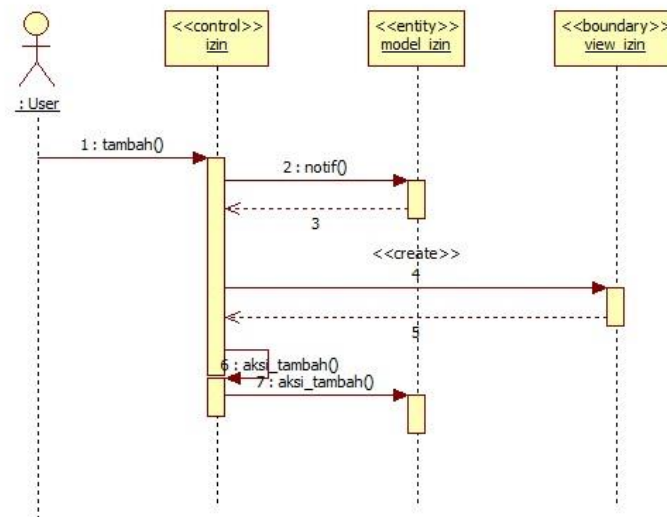 <<control>>
izin
<<entity>>
model_izin
<<boundary>>
view_izin
: User
1 : tambah()
2 : notif()
3
<<create>>
4
5
6 : aksi_tambah()
7 : aksi_tambah()